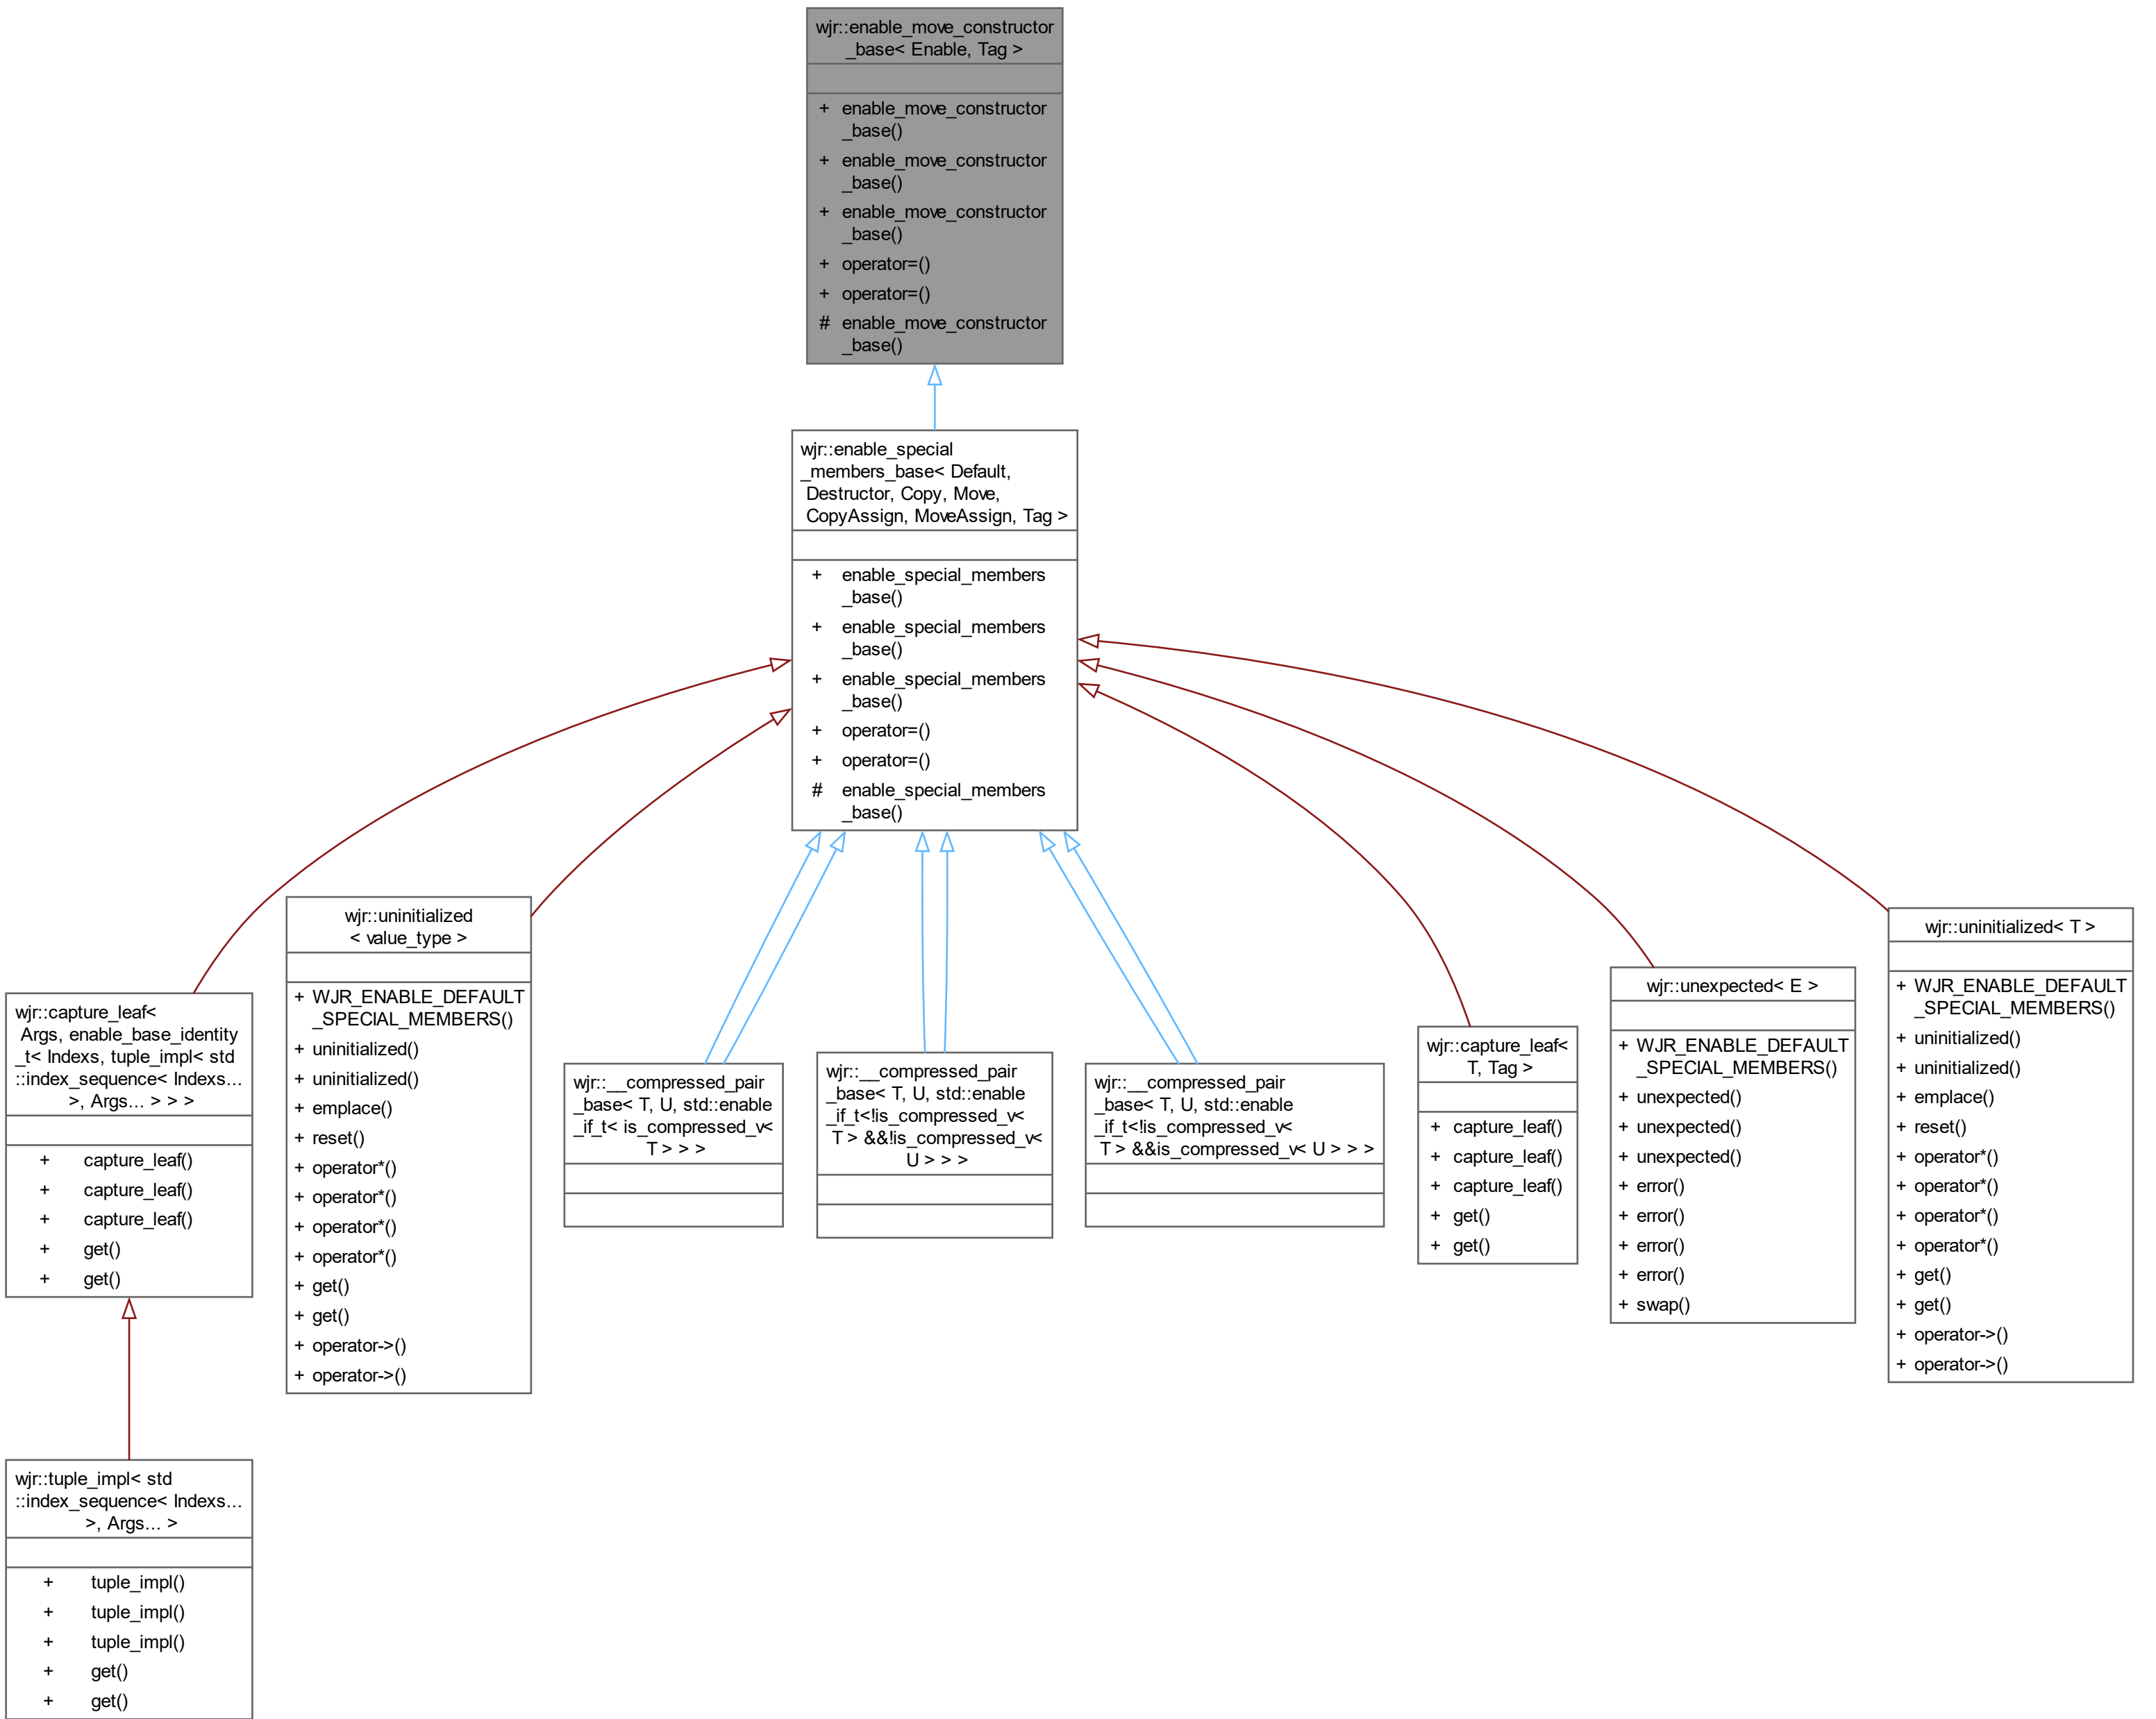 wjr::enable_move_constructor
_base< Enable, Tag >
+ enable_move_constructor
_base()
+ enable_move_constructor
_base()
+ enable_move_constructor
_base()
+ operator=()
+ operator=()
# enable_move_constructor
_base()
wjr::enable_special
_members_base< Default,
Destructor, Copy, Move,
CopyAssign, MoveAssign, Tag >
+ enable_special_members
_base()
+ enable_special_members
_base()
+ enable_special_members
_base()
+ operator=()
+ operator=()
# enable_special_members
_base()
wjr::capture_leaf<
Args, enable_base_identity
_t< Indexs, tuple_impl< std
::index_sequence< Indexs...
>, Args... > > >
+ capture_leaf()
+ capture_leaf()
+ capture_leaf()
+ get()
+ get()
wjr::uninitialized
< value_type >
+ WJR_ENABLE_DEFAULT
_SPECIAL_MEMBERS()
+ uninitialized()
+ uninitialized()
+ emplace()
+ reset()
+ operator*()
+ operator*()
+ operator*()
+ operator*()
+ get()
+ get()
+ operator->()
+ operator->()
wjr::__compressed_pair
_base< T, U, std::enable
_if_t< is_compressed_v<
T > > >
wjr::__compressed_pair
_base< T, U, std::enable
_if_t<!is_compressed_v<
T > &&!is_compressed_v<
U > > >
wjr::__compressed_pair
_base< T, U, std::enable
_if_t<!is_compressed_v<
T > &&is_compressed_v< U > > >
wjr::capture_leaf<
T, Tag >
+ capture_leaf()
+ capture_leaf()
+ capture_leaf()
+ get()
+ get()
wjr::unexpected< E >
+ WJR_ENABLE_DEFAULT
_SPECIAL_MEMBERS()
+ unexpected()
+ unexpected()
+ unexpected()
+ error()
+ error()
+ error()
+ error()
+ swap()
wjr::uninitialized< T >
+ WJR_ENABLE_DEFAULT
_SPECIAL_MEMBERS()
+ uninitialized()
+ uninitialized()
+ emplace()
+ reset()
+ operator*()
+ operator*()
+ operator*()
+ operator*()
+ get()
+ get()
+ operator->()
+ operator->()
wjr::tuple_impl< std
::index_sequence< Indexs...
>, Args... >
+ tuple_impl()
+ tuple_impl()
+ tuple_impl()
+ get()
+ get()